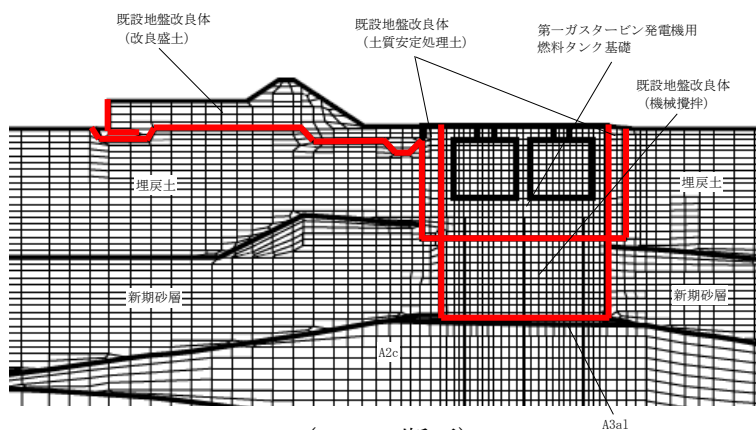 既設地盤改良体
(改良盛土)
既設地盤改良体
(土質安定処理土)
第一ガスタービン発電機用
燃料タンク基礎
既設地盤改良体
(機械攪拌)
埋戻土
埋戻土
新期砂層
新期砂層
A2c
A3a1